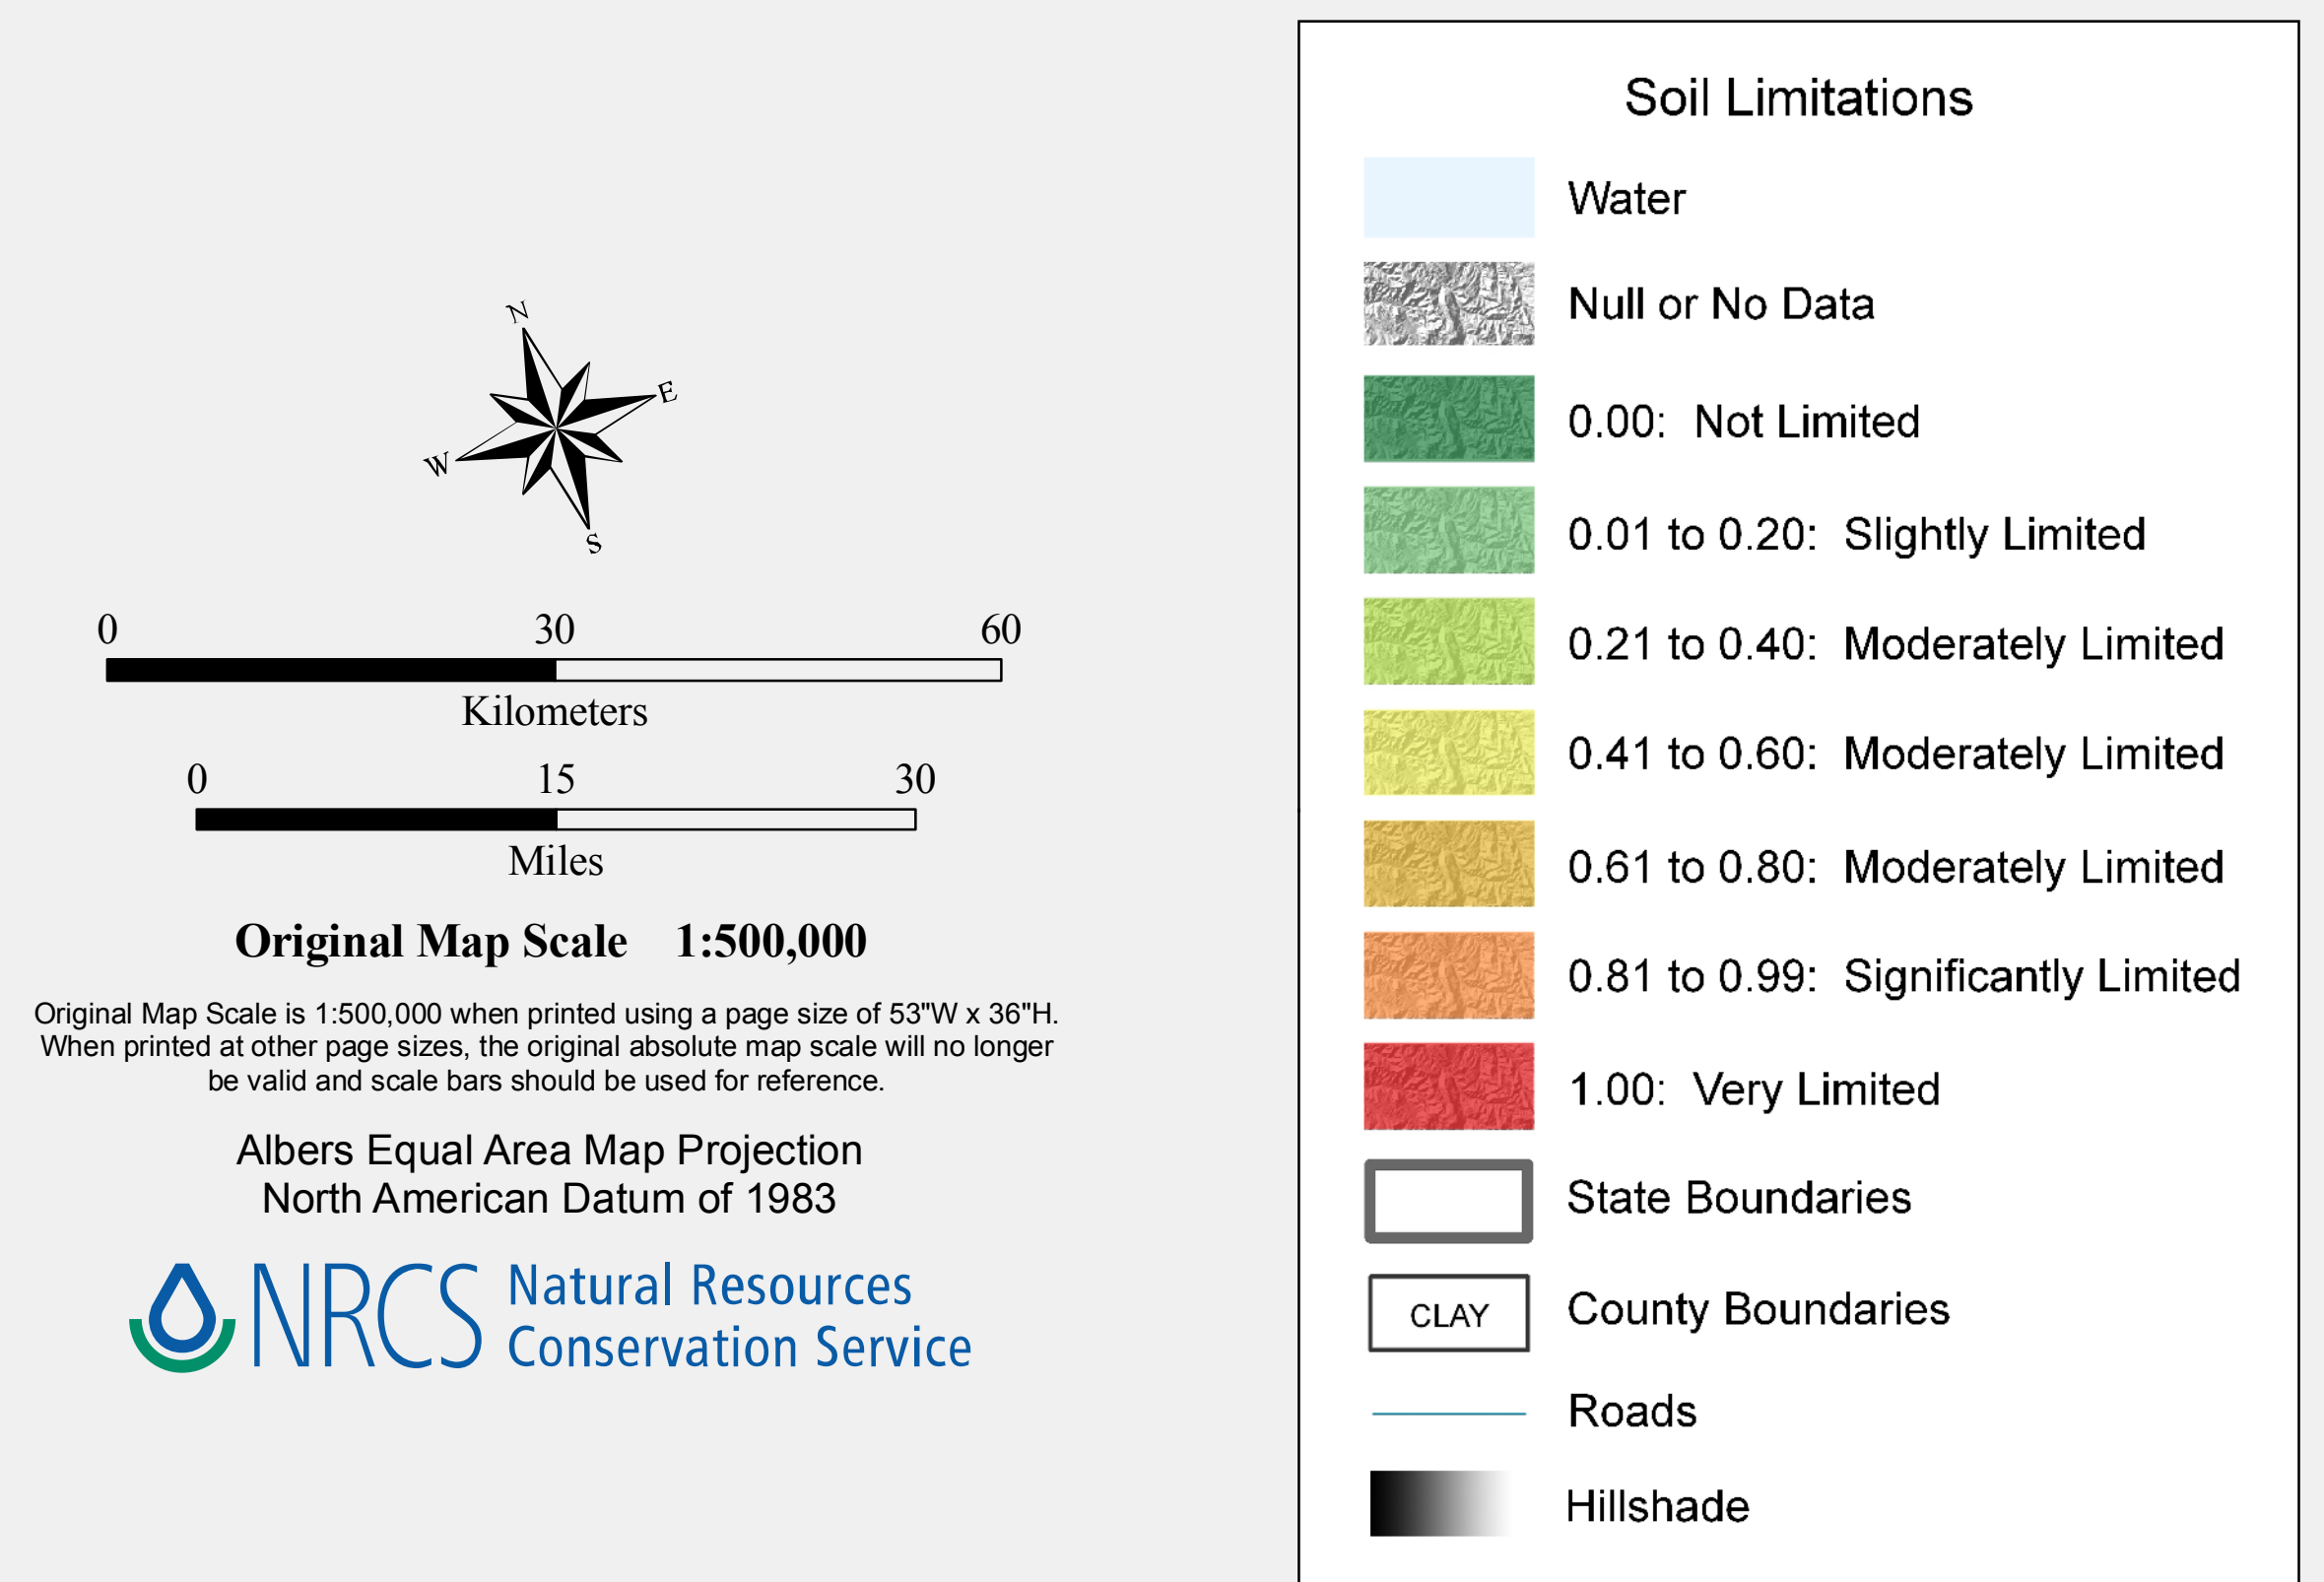 N
E
W
S
0 30 60
Kilometers
0 15 30
Miles
Original Map Scale 1:500,000
Original Map Scale is 1:500,000 when printed using a page size of 53"W x 36"H.
When printed at other page sizes, the original absolute map scale will no longer
be valid and scale bars should be used for reference.
Albers Equal Area Map Projection
North American Datum of 1983
NRCS
Natural Resources
Conservation Service
Soil Limitations
Water
Null or No Data
0.00: Not Limited
0.01 to 0.20: Slightly Limited
0.21 to 0.40: Moderately Limited
0.41 to 0.60: Moderately Limited
0.61 to 0.80: Moderately Limited
0.81 to 0.99: Significantly Limited
1.00: Very Limited
State Boundaries
CLAY County Boundaries
Roads
Hillshade